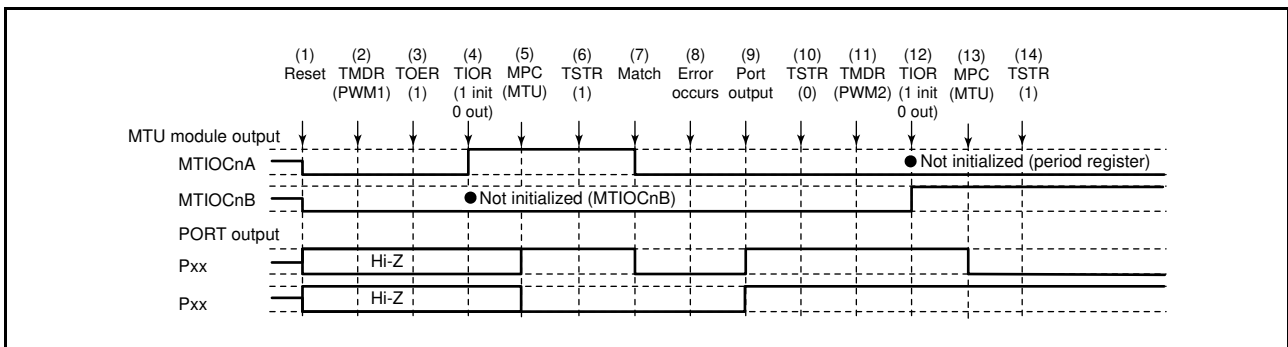 (1) (2) (3) (4) (5) (6) (7) (8) (9) (10) (11) (12) (13) (14)
Reset TMDR TOER TIOR MPC TSTR Match Error Port TSTR TMDR TIOR MPC TSTR
(PWM1) (1) (1 init (MTU) (1) occurs output (0) (PWM2) (1 init (MTU) (1)
0 out) 0 out)
MTU module output
MTIOCnA ● Not initialized (period register)
MTIOCnB ● Not initialized (MTIOCnB)
PORT output
Pxx Hi-Z
Pxx Hi-Z